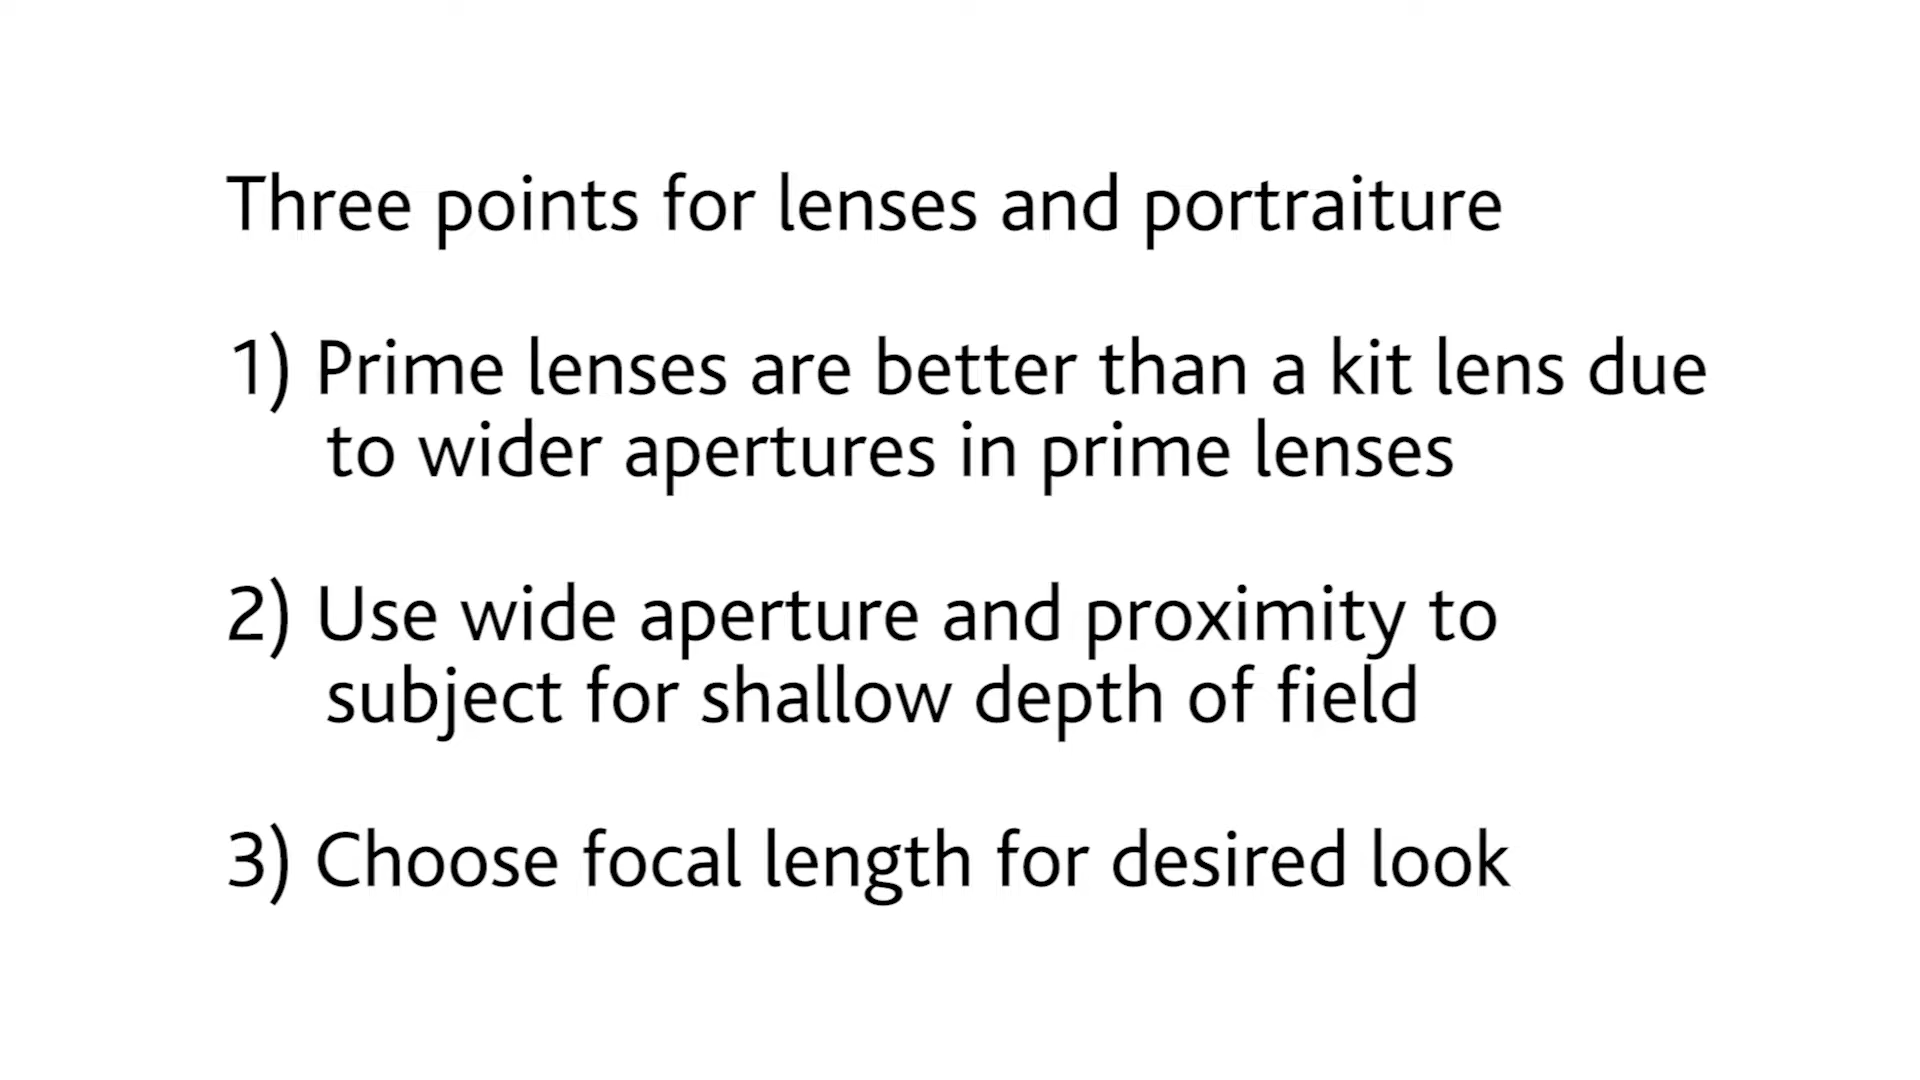 Three points for lenses and portraiture
1) Prime lenses are better than a kit lens due
to wider apertures in prime lenses
2) Use wide aperture and proximity to
subject for shallow depth of field
3) Choose focal length for desired look